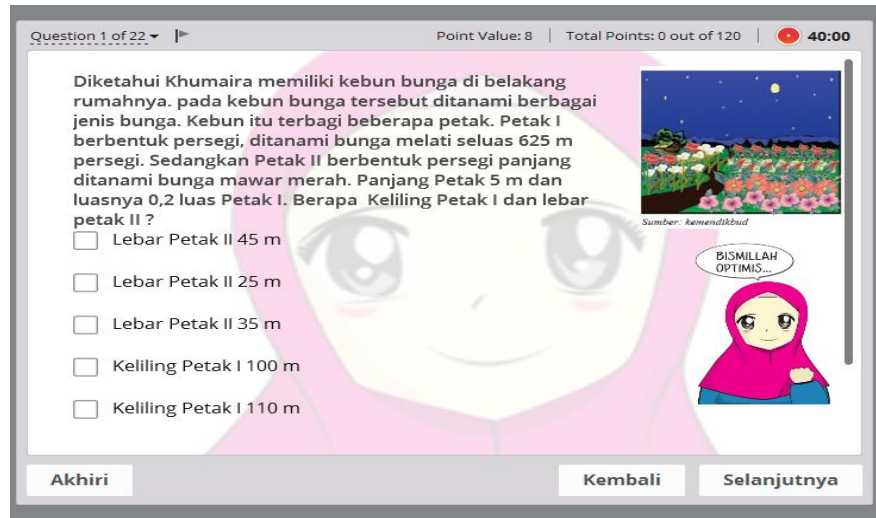 Question 1 of 22
Point Value: 8 | Total Points: 0 out of 120 | 40:00
Diketahui Khumaira memiliki kebun bunga di belakang
rumahnya. pada kebun bunga tersebut ditanami berbagai
jenis bunga. Kebun itu terbagi beberapa petak. Petak I
berbentuk persegi, ditanami bunga melati seluas 625 m
persegi. Sedangkan Petak II berbentuk persegi panjang
ditanami bunga mawar merah. Panjang Petak 5 m dan
luasnya 0,2 luas Petak I. Berapa Keliling Petak I dan lebar
petak II ?
Sumber: kemendikbud
Lebar Petak II 45 m
Lebar Petak II 25 m
Lebar Petak II 35 m
Keliling Petak I 100 m
Keliling Petak I 110 m
BISMILLAH
OPTIMIS...
Akhiri
Kembali
Selanjutnya